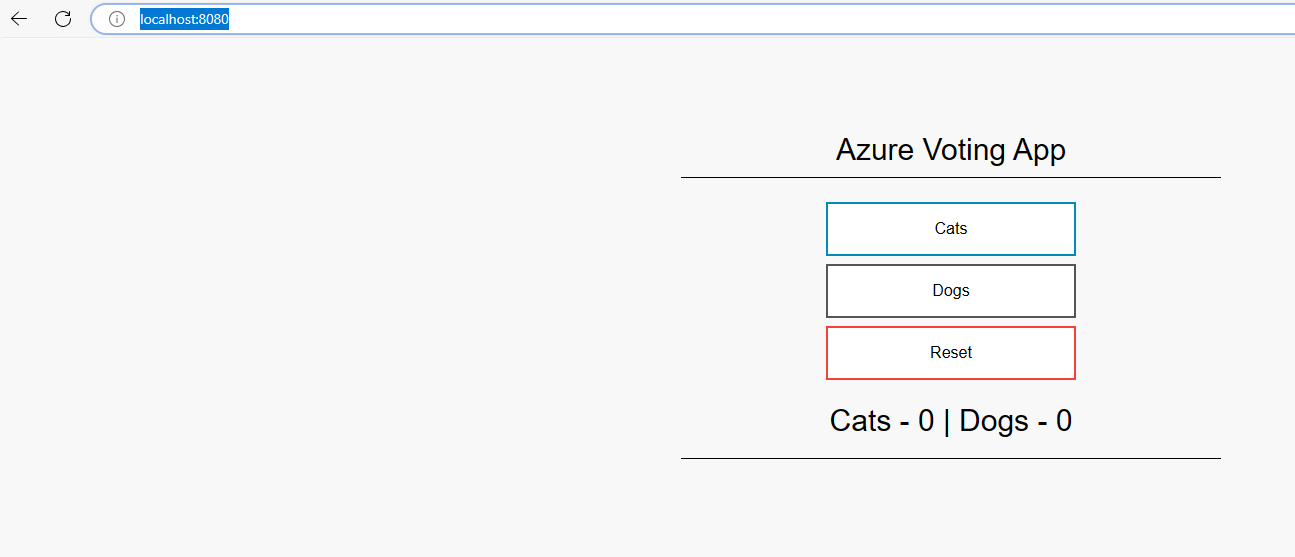 localhost:8080
Azure Voting App
Cats
Dogs
Reset
Cats - 0 | Dogs - 0